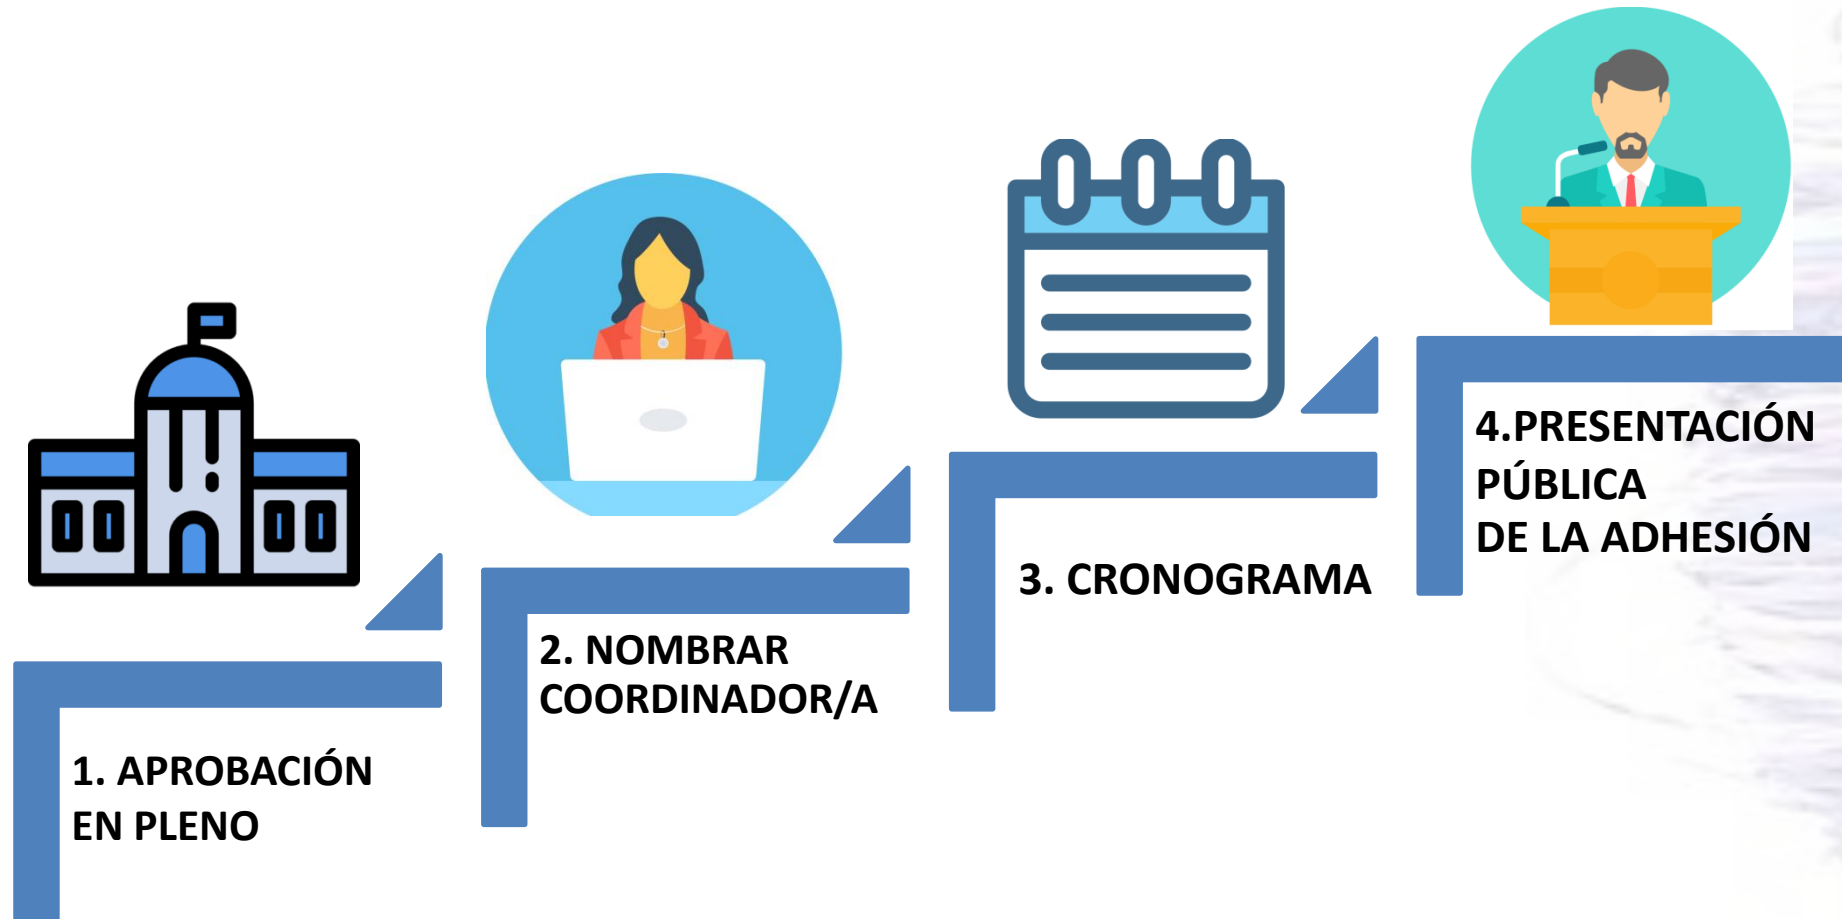 1. APROBACIÓN
EN PLENO
2. NOMBRAR
COORDINADOR/A
3. CRONOGRAMA
4.PRESENTACIÓN
PÚBLICA
DE LA ADHESIÓN